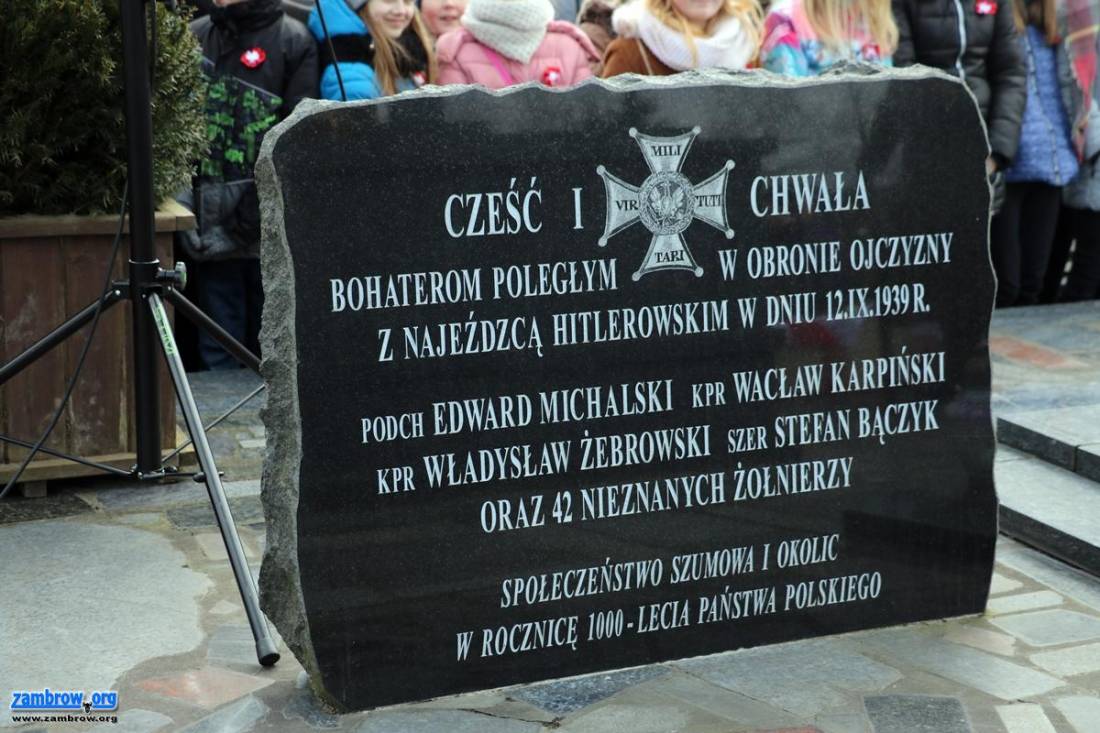 MILI
VIR TUTI
TARI
CZEŚĆ I CHWAŁA
BOHATEROM POLEGŁYM W OBRONIE OJCZYZNY
Z NAJEŹDZCĄ HITLEROWSKIM W DNIU 12.IX.1939 R.
PODCH EDWARD MICHALSKI KPR WACŁAW KARPIŃSKI
KPR WŁADYSŁAW ŻEBROWSKI SZER STEFAN BĄCZYK
ORAZ 42 NIEZNANYCH ŻOŁNIERZY
SPOŁECZEŃSTWO SZUMOWA I OKOLIC
W ROCZNICĘ 1000-LECIA PAŃSTWA POLSKIEGO
zambrow.org
www.zambrow.org